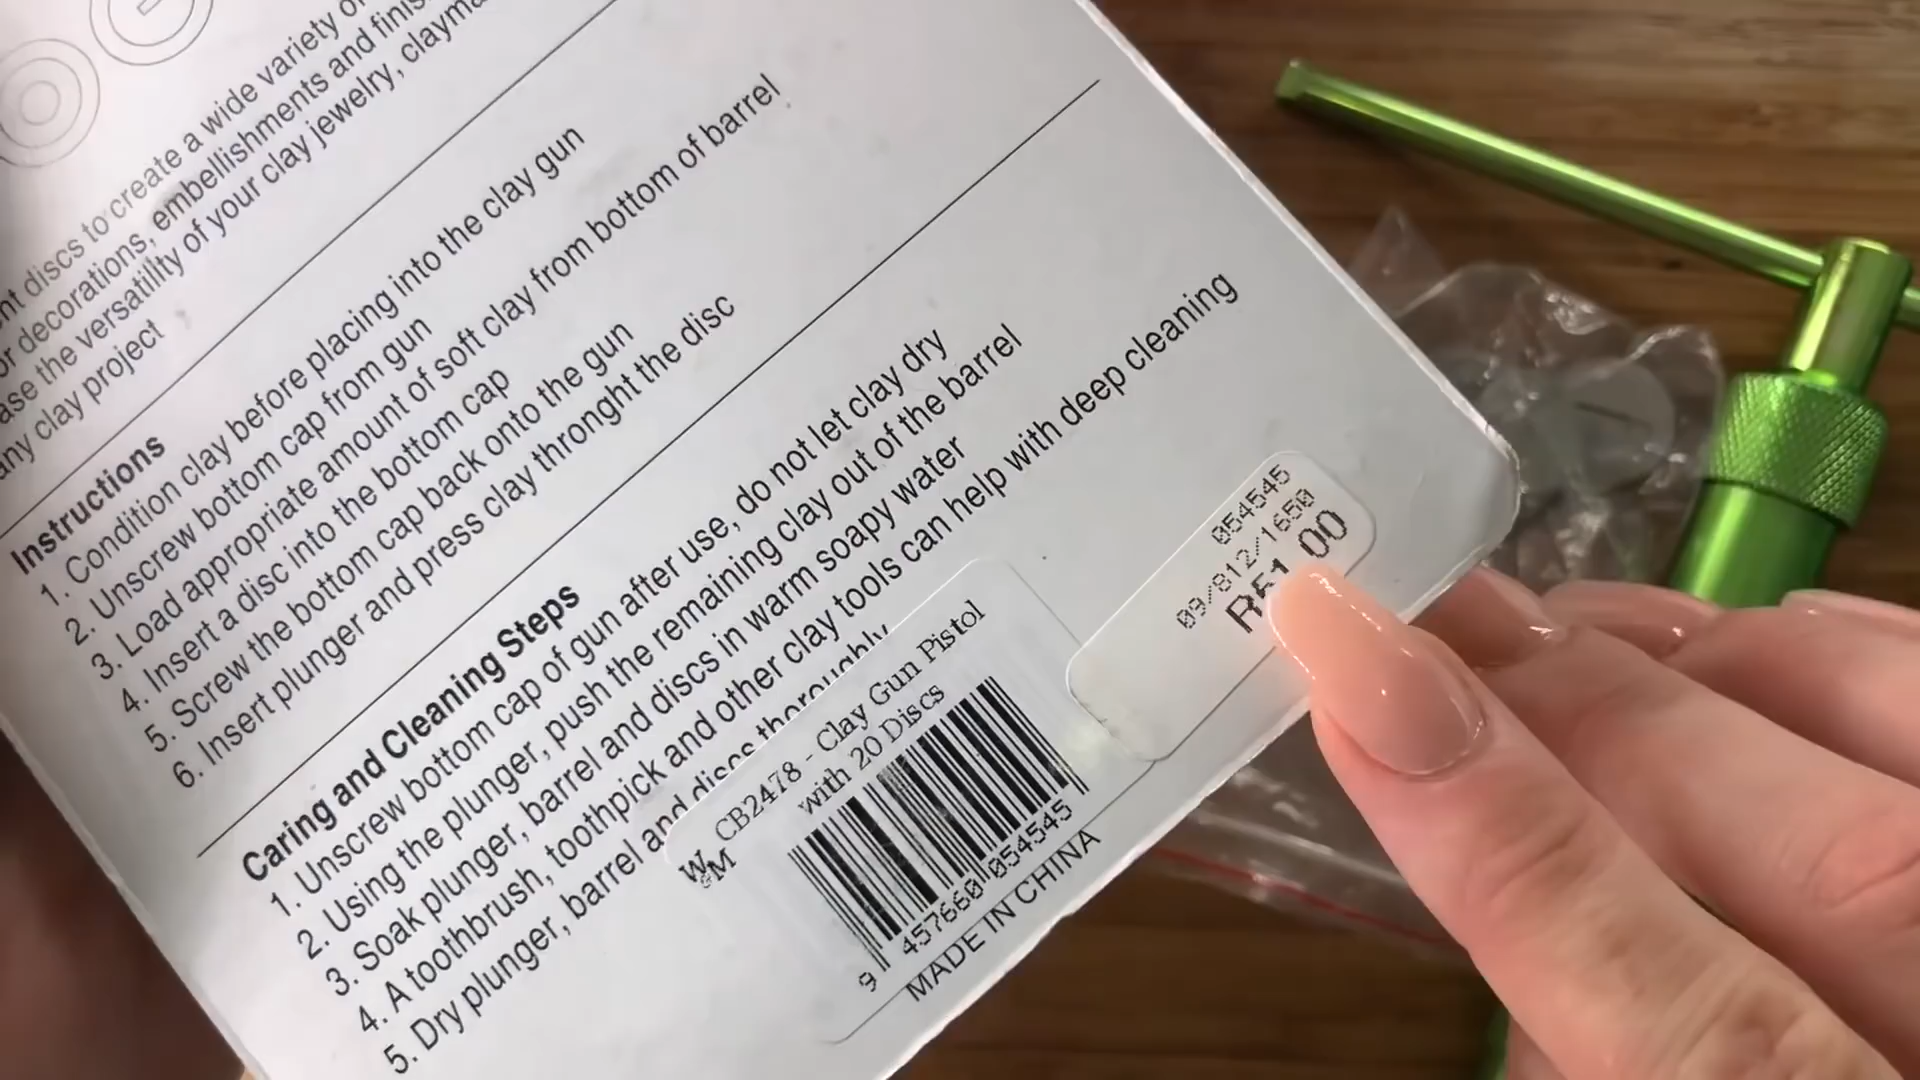 nt discs to create a wide variety of
or decorations, embellishments and
ase the versatility of your clay jewelry,
any clay project
Instructions
1. Condition clay before placing into the clay gun
2. Unscrew bottom cap from gun
3. Load appropriate amount of soft clay from bottom of barrel
4. Insert a disc into the bottom cap
5. Screw the bottom cap back onto the gun
6. Insert plunger and press clay thronght the disc
Caring and Cleaning Steps
1. Unscrew bottom cap of gun after use, do not let clay dry
2. Using the plunger, push the remaining clay out of the barrel
3. Soak plunger, barrel and discs in warm soapy water
4. A toothbrush, toothpick and other clay tools can help with deep cleaning
5. Dry plunger, barrel and discs thoroughly
CB2478 - Clay Gun Pistol
with 20 Discs
9 457660 054545
MADE IN CHINA
054545
09/812/1650